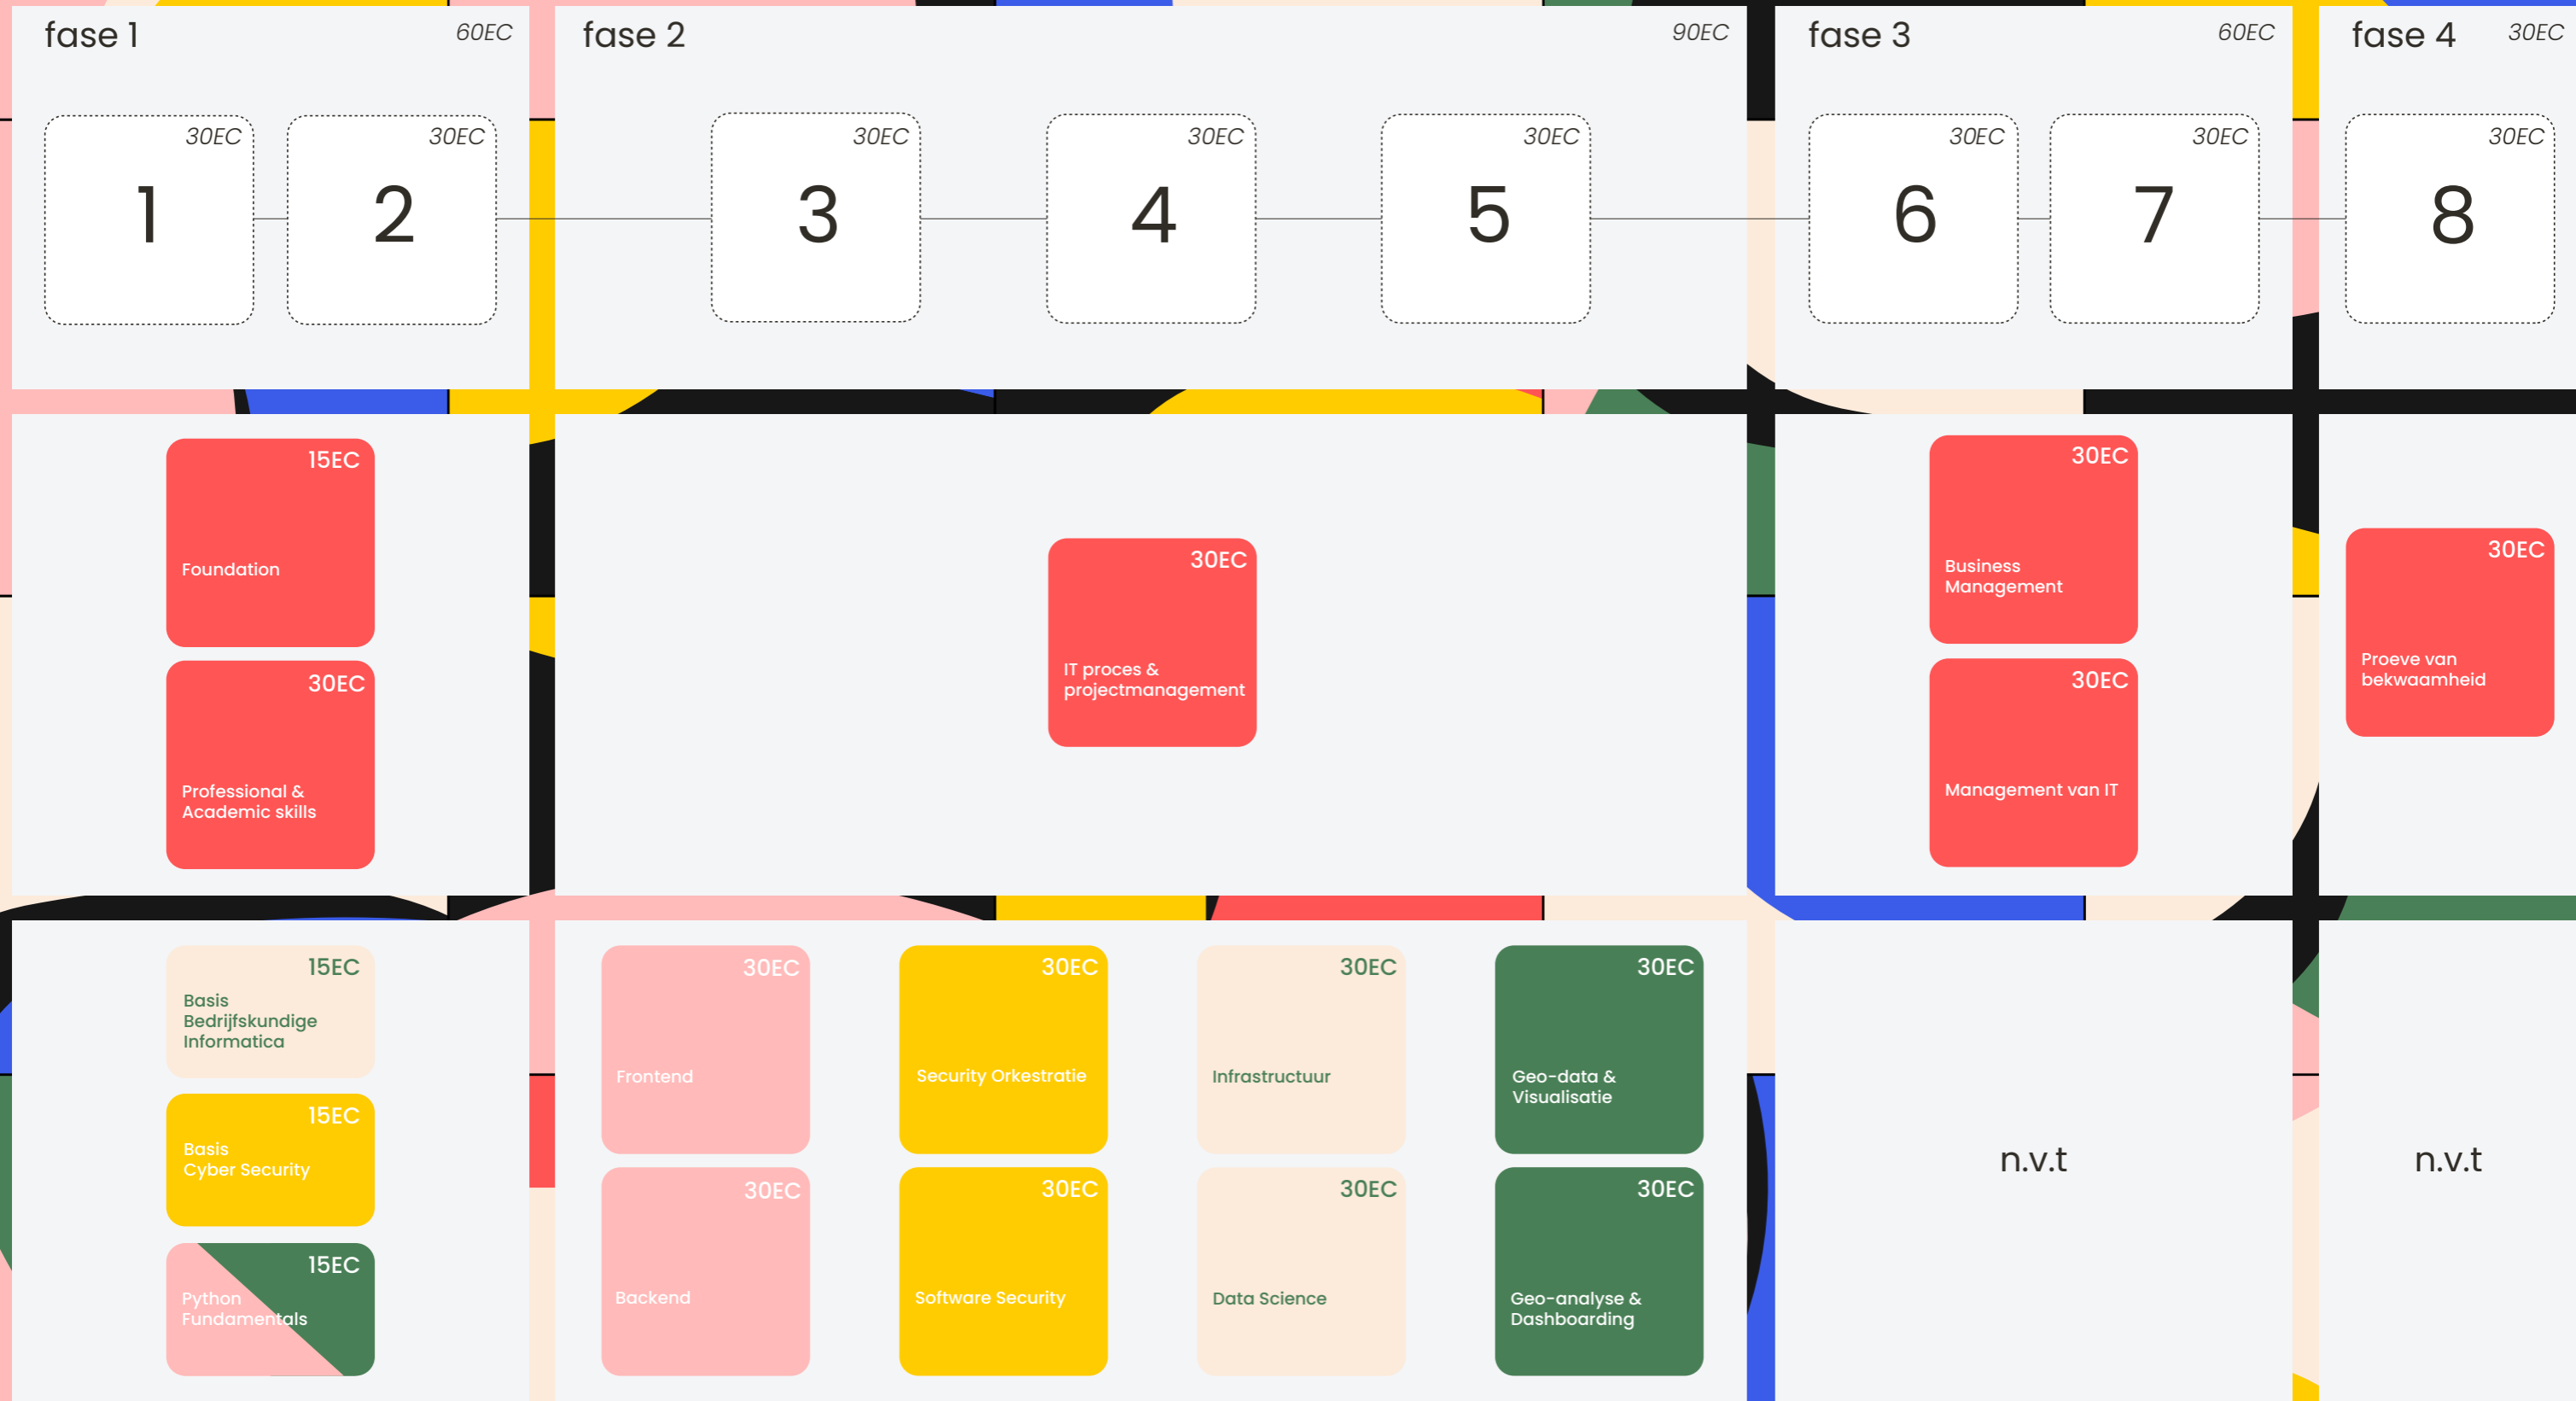 fase 1
60EC
fase 2
90EC
fase 3
60EC
fase 4
30EC
30EC
1
30EC
2
30EC
3
30EC
4
30EC
5
30EC
6
30EC
7
30EC
8
15EC
Foundation
30EC
Professional &
Academic skills
30EC
IT proces &
projectmanagement
30EC
Business
Management
30EC
Management van IT
30EC
Proeve van
bekwaamheid
15EC
Basis
Bedrijfskundige
Informatica
15EC
Basis
Cyber Security
15EC
Python
Fundamentals
30EC
Frontend
30EC
Security Orkestratie
30EC
Infrastructuur
30EC
Geo-data &
Visualisatie
30EC
Backend
30EC
Software Security
30EC
Data Science
30EC
Geo-analyse &
Dashboarding
n.v.t
n.v.t